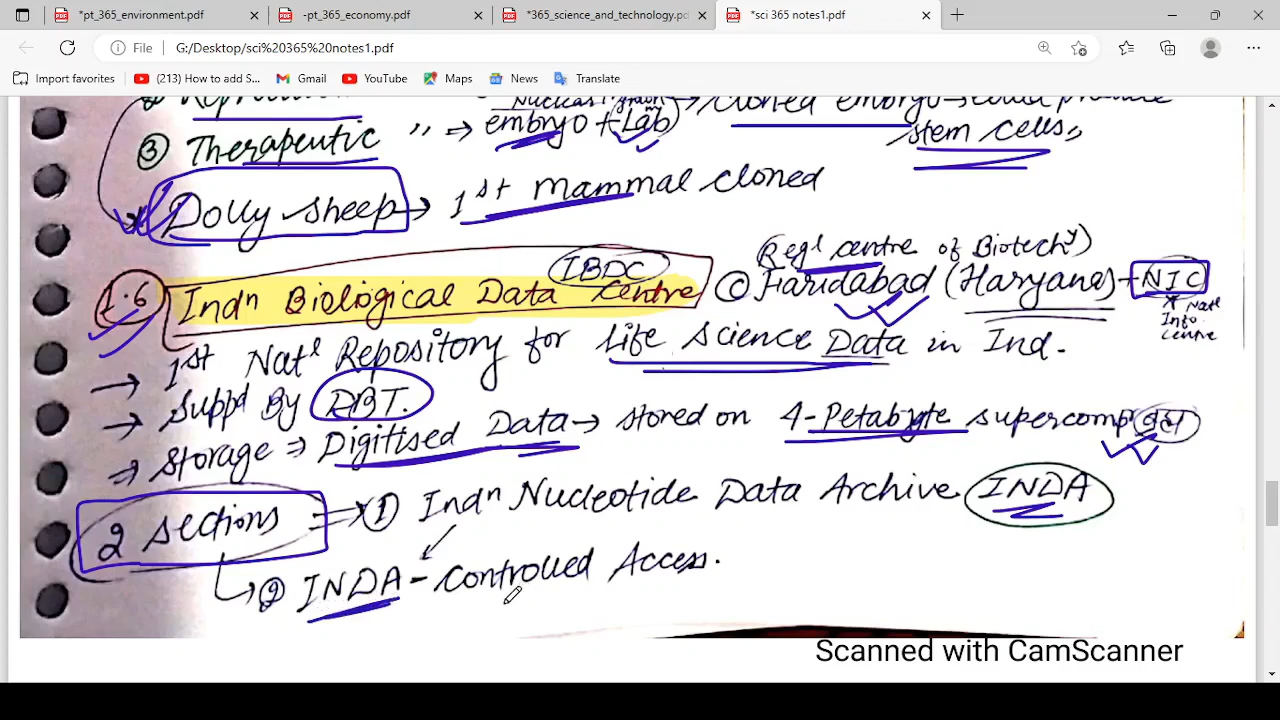 *pt_365_environment.pdf
-pt_365_economy.pdf
*365_science_and_technology.pd
*sci 365 notes1.pdf
File
G:/Desktop/sci%20365%20notes1.pdf
Import favorites
(213) How to add S...
Gmail
YouTube
Maps
News
Translate
cloned embryo
③ Therapeutic " ⇒ embryo + Lab
stem cells,
Dolly sheep → 1st mammal cloned
(Regl centre of Biotechy)
1.6 Indn Biological Data Centre IBDC @ Faridabad (Haryana) + NIC
Natl Info. Centre
→ 1st Natl Repository for Life Science Data in Ind.
→ Suppd By DBT.
⇒ Storage ⇒ Digitised Data → stored on 4-Petabyte supercomp
2 sections ⇒ ① Indn Nucleotide Data Archive INDA
② INDA - Controlled Access.
Scanned with CamScanner